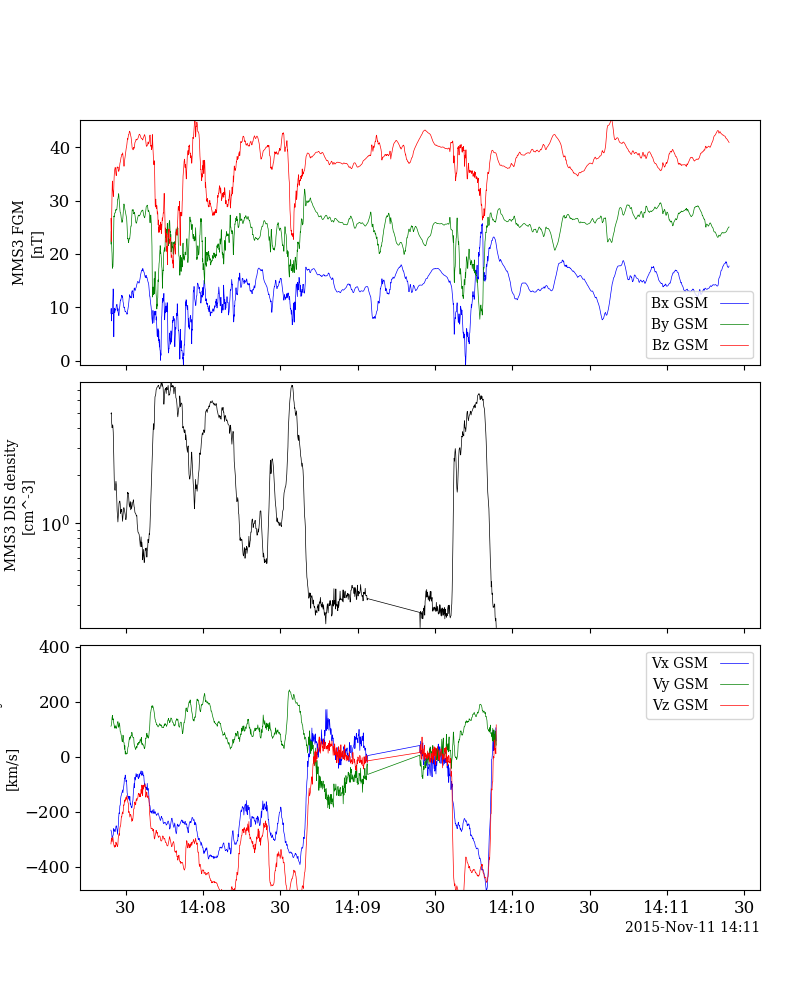 MMS3 FGM
[nT]
40
30
20
10
0
Bx GSM
By GSM
Bz GSM
MMS3 DIS density
[cm^-3]
10^0
400
200
0
−200
−400
[km/s]
Vx GSM
Vy GSM
Vz GSM
30 14:08 30 14:09 30 14:10 30 14:11 30
2015-Nov-11 14:11